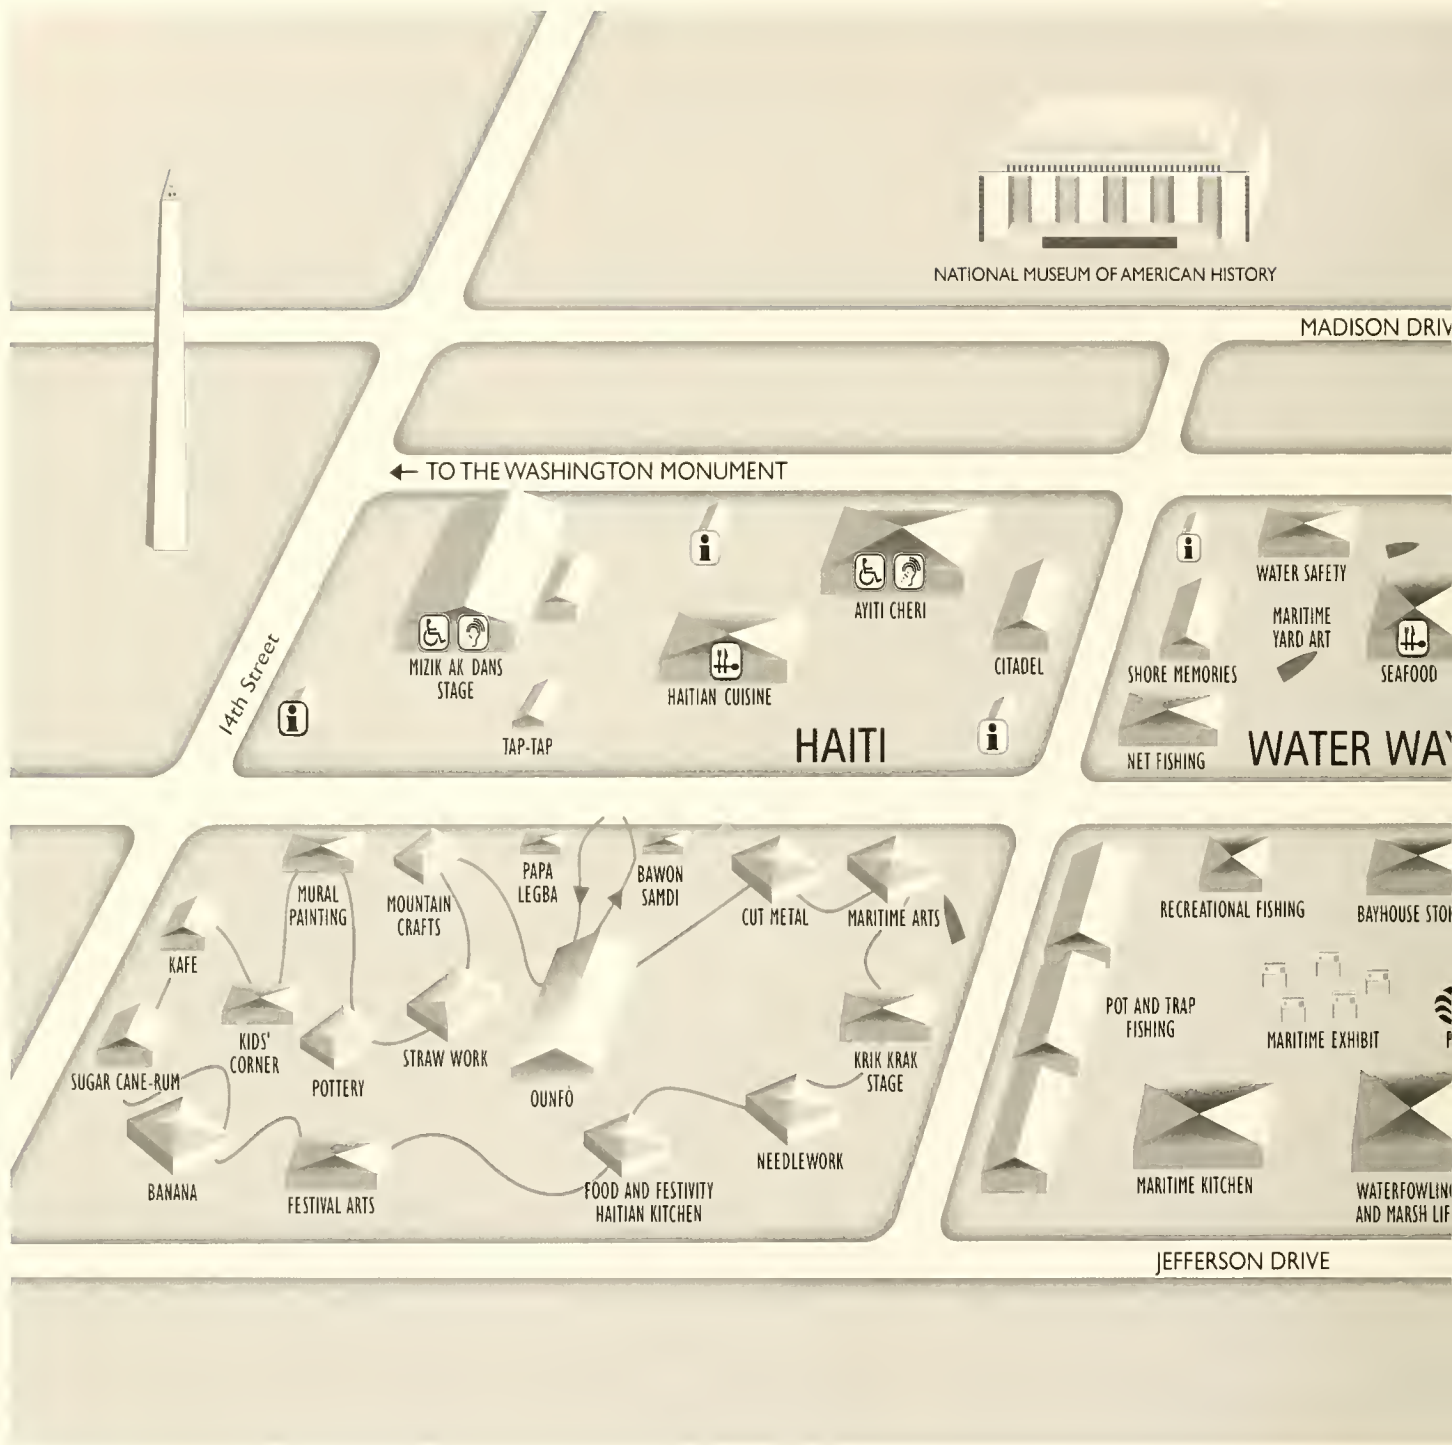 NATIONAL MUSEUM OF AMERICAN HISTORY
MADISON DRIV
← TO THE WASHINGTON MONUMENT
14th Street
i
i
i
i
MIZIK AK DANS
STAGE
TAP-TAP
HAITIAN CUISINE
AYITI CHERI
CITADEL
HAITI
WATER SAFETY
MARITIME
YARD ART
SHORE MEMORIES
SEAFOOD
NET FISHING
WATER WAY
MURAL
PAINTING
MOUNTAIN
CRAFTS
PAPA
LEGBA
BAWON
SAMDI
CUT METAL
MARITIME ARTS
KAFE
KIDS'
CORNER
SUGAR CANE-RUM
POTTERY
STRAW WORK
OUNFÒ
KRIK KRAK
STAGE
BANANA
FESTIVAL ARTS
FOOD AND FESTIVITY
HAITIAN KITCHEN
NEEDLEWORK
RECREATIONAL FISHING
BAYHOUSE STO
POT AND TRAP
FISHING
MARITIME EXHIBIT
MARITIME KITCHEN
WATERFOWLIN
AND MARSH LIF
JEFFERSON DRIVE